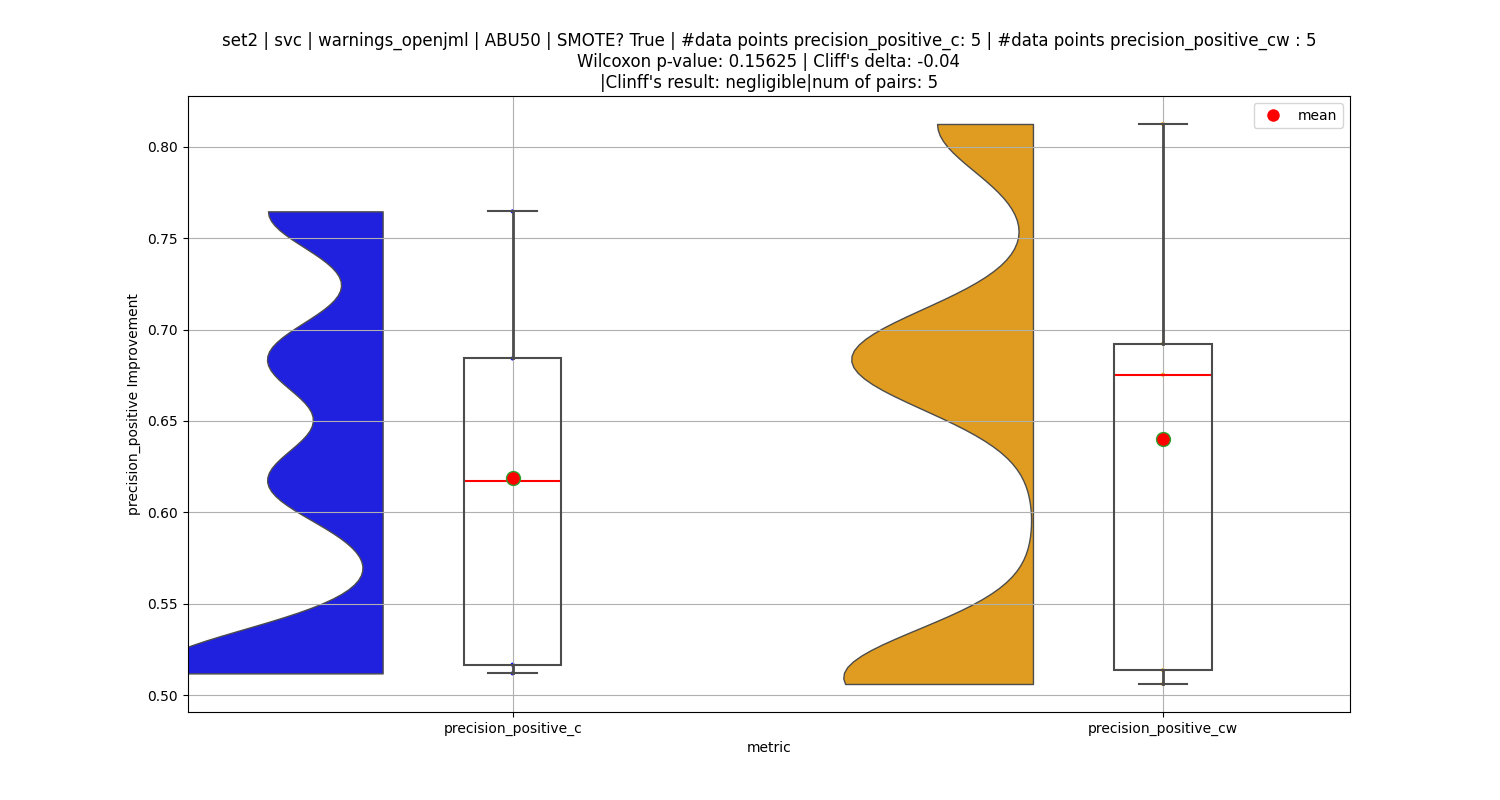 set2 | svc | warnings_openjml | ABU50 | SMOTE? True | #data points precision_positive_c: 5 | #data points precision_positive_cw : 5
Wilcoxon p-value: 0.15625 | Cliff's delta: -0.04
|Clinff's result: negligible|num of pairs: 5
mean
0.80
0.75
0.70
0.65
0.60
0.55
0.50
precision_positive Improvement
precision_positive_c
precision_positive_cw
metric